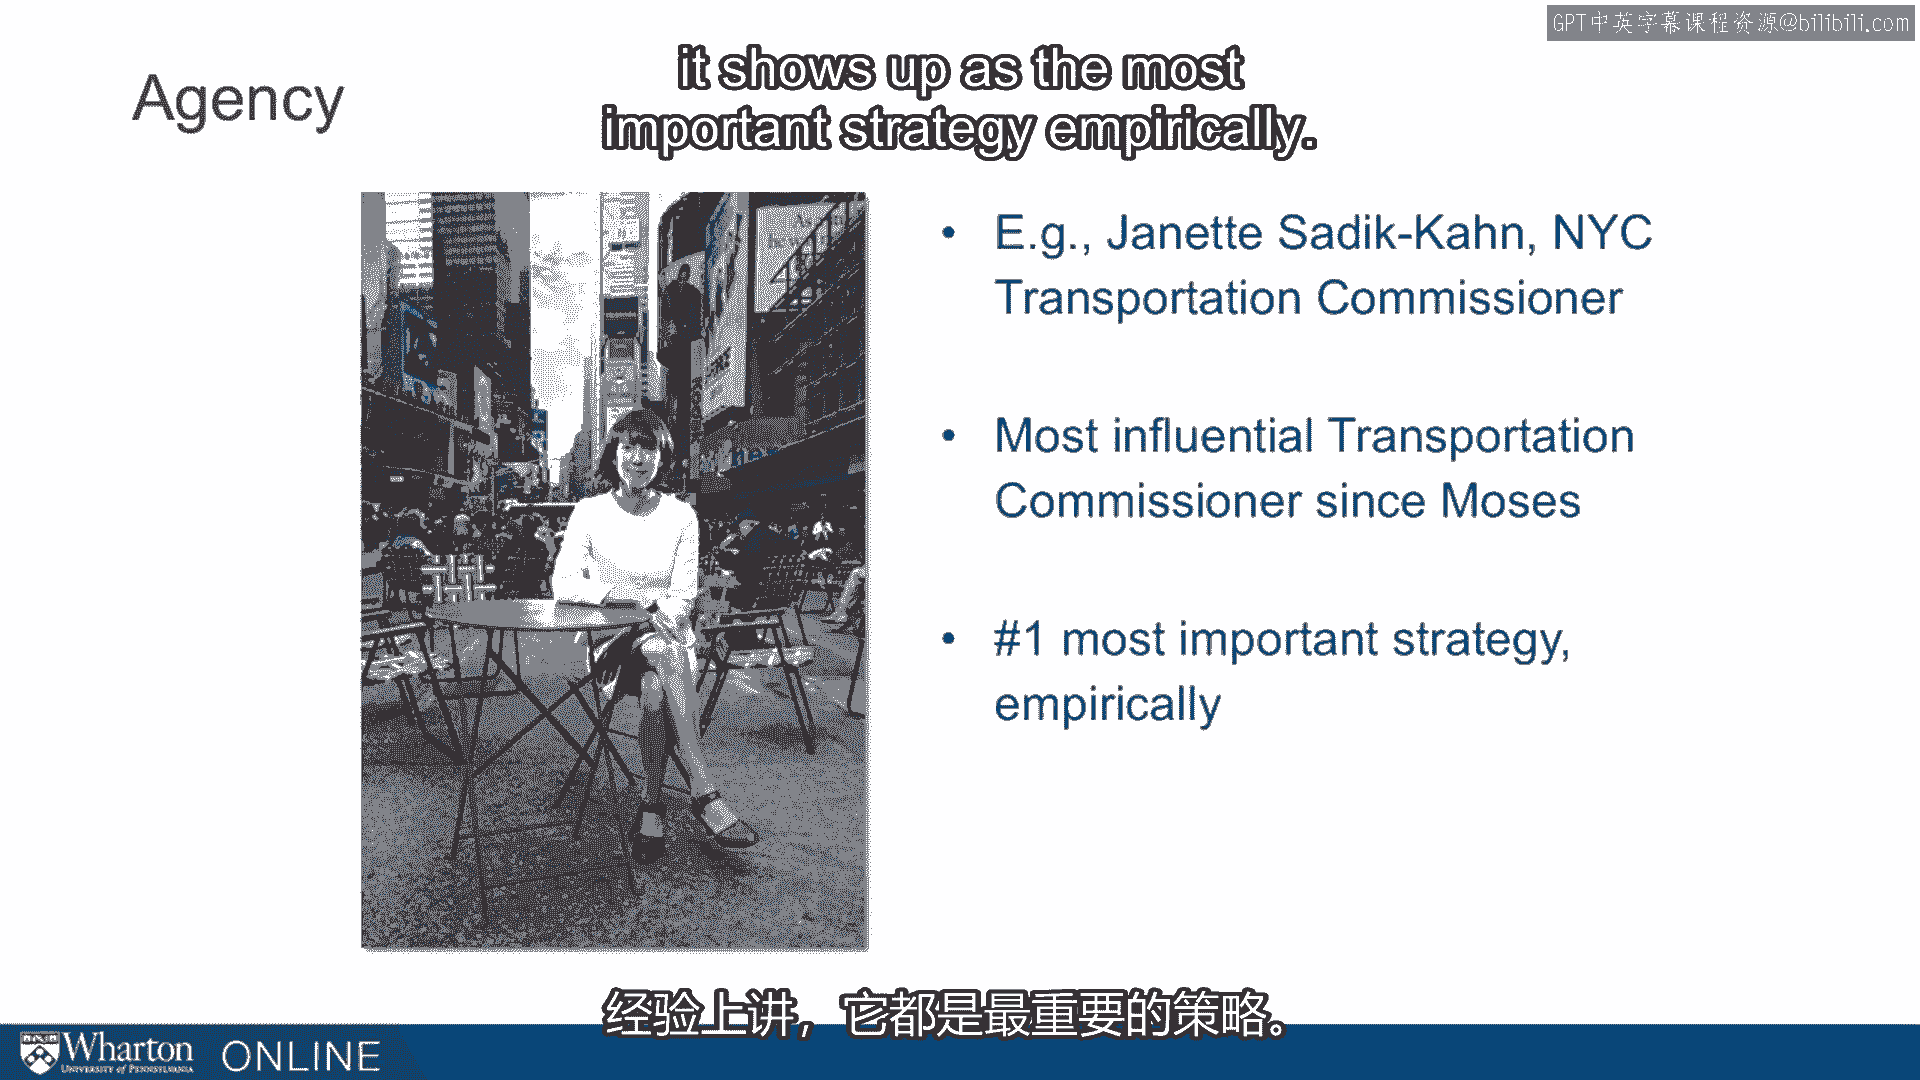 GPT中英字幕课程资源@bilibili.com
it shows up as the most
important strategy empirically.
Agency
• E.g., Janette Sadik-Kahn, NYC
Transportation Commissioner
• Most influential Transportation
Commissioner since Moses
• #1 most important strategy,
empirically
经验上讲，它都是最重要的策略。
Wharton
UNIVERSITY of PENNSYLVANIA
ONLINE